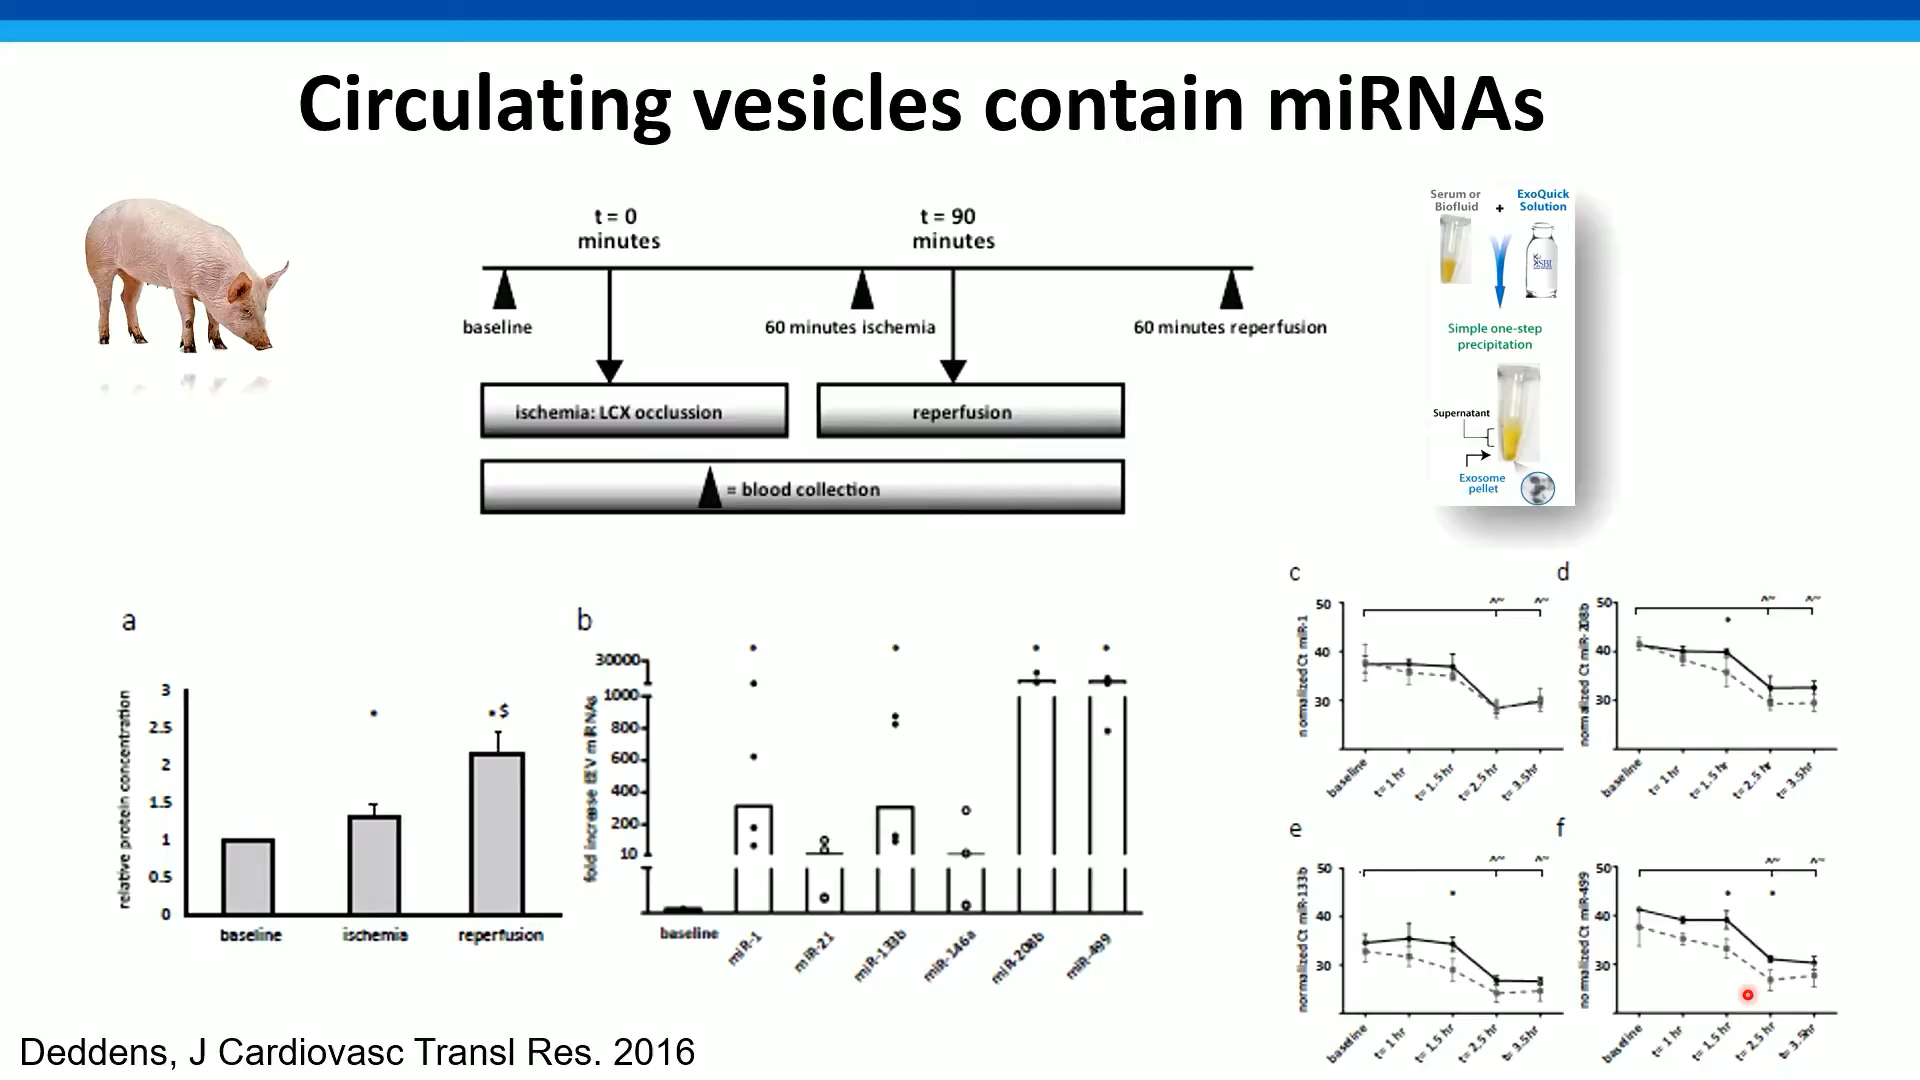 Circulating vesicles contain miRNAs
t = 0
minutes
t = 90
minutes
baseline
60 minutes ischemia
60 minutes reperfusion
ischemia: LCX occlussion
reperfusion
= blood collection
Serum or
Biofluid
+
ExoQuick
Solution
SBI
Simple one-step
precipitation
Supernatant
Exosome
pellet
a
relative protein concentration
3
2.5
2
1.5
1
0.5
0
* $
baseline
ischemia
reperfusion
b
fold increase EEV miRNAs
30000
1000
800
600
400
200
10
baseline
miR-1
miR-21
miR-133b
miR-146a
miR-208b
miR-499
c
normalized Ct miR-1
50
40
30
^~ ^~
baseline
t= 1 hr
t= 1.5 hr
t= 2.5 hr
t= 3.5hr
d
normalized Ct miR-208b
50
40
30
^~ ^~
baseline
t= 1 hr
t= 1.5 hr
t= 2.5 hr
t= 3.5hr
e
normalized Ct miR-133b
50
40
30
^~ ^~
baseline
t= 1 hr
t= 1.5 hr
t= 2.5 hr
t= 3.5hr
f
normalized Ct miR-499
50
40
30
^~ ^~
baseline
t= 1 hr
t= 1.5 hr
t= 2.5 hr
t= 3.5hr
Deddens, J Cardiovasc Transl Res. 2016